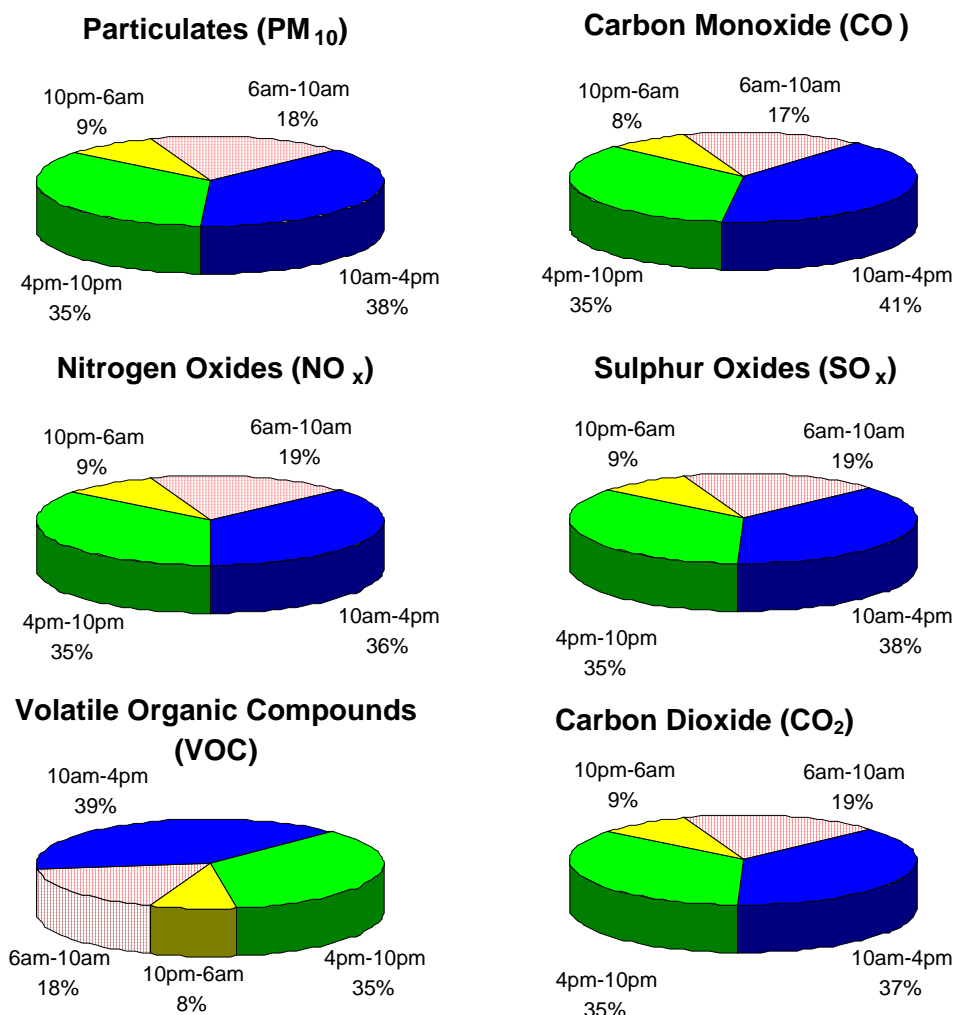 Particulates (PM 10)
10pm-6am
9%
6am-10am
18%
4pm-10pm
35%
10am-4pm
38%
Carbon Monoxide (CO )
10pm-6am
8%
6am-10am
17%
4pm-10pm
35%
10am-4pm
41%
Nitrogen Oxides (NO x)
10pm-6am
9%
6am-10am
19%
4pm-10pm
35%
10am-4pm
36%
Sulphur Oxides (SO x)
10pm-6am
9%
6am-10am
19%
4pm-10pm
35%
10am-4pm
38%
Volatile Organic Compounds
(VOC)
10am-4pm
39%
6am-10am
18%
10pm-6am
8%
4pm-10pm
35%
Carbon Dioxide (CO₂)
10pm-6am
9%
6am-10am
19%
4pm-10pm
35%
10am-4pm
37%